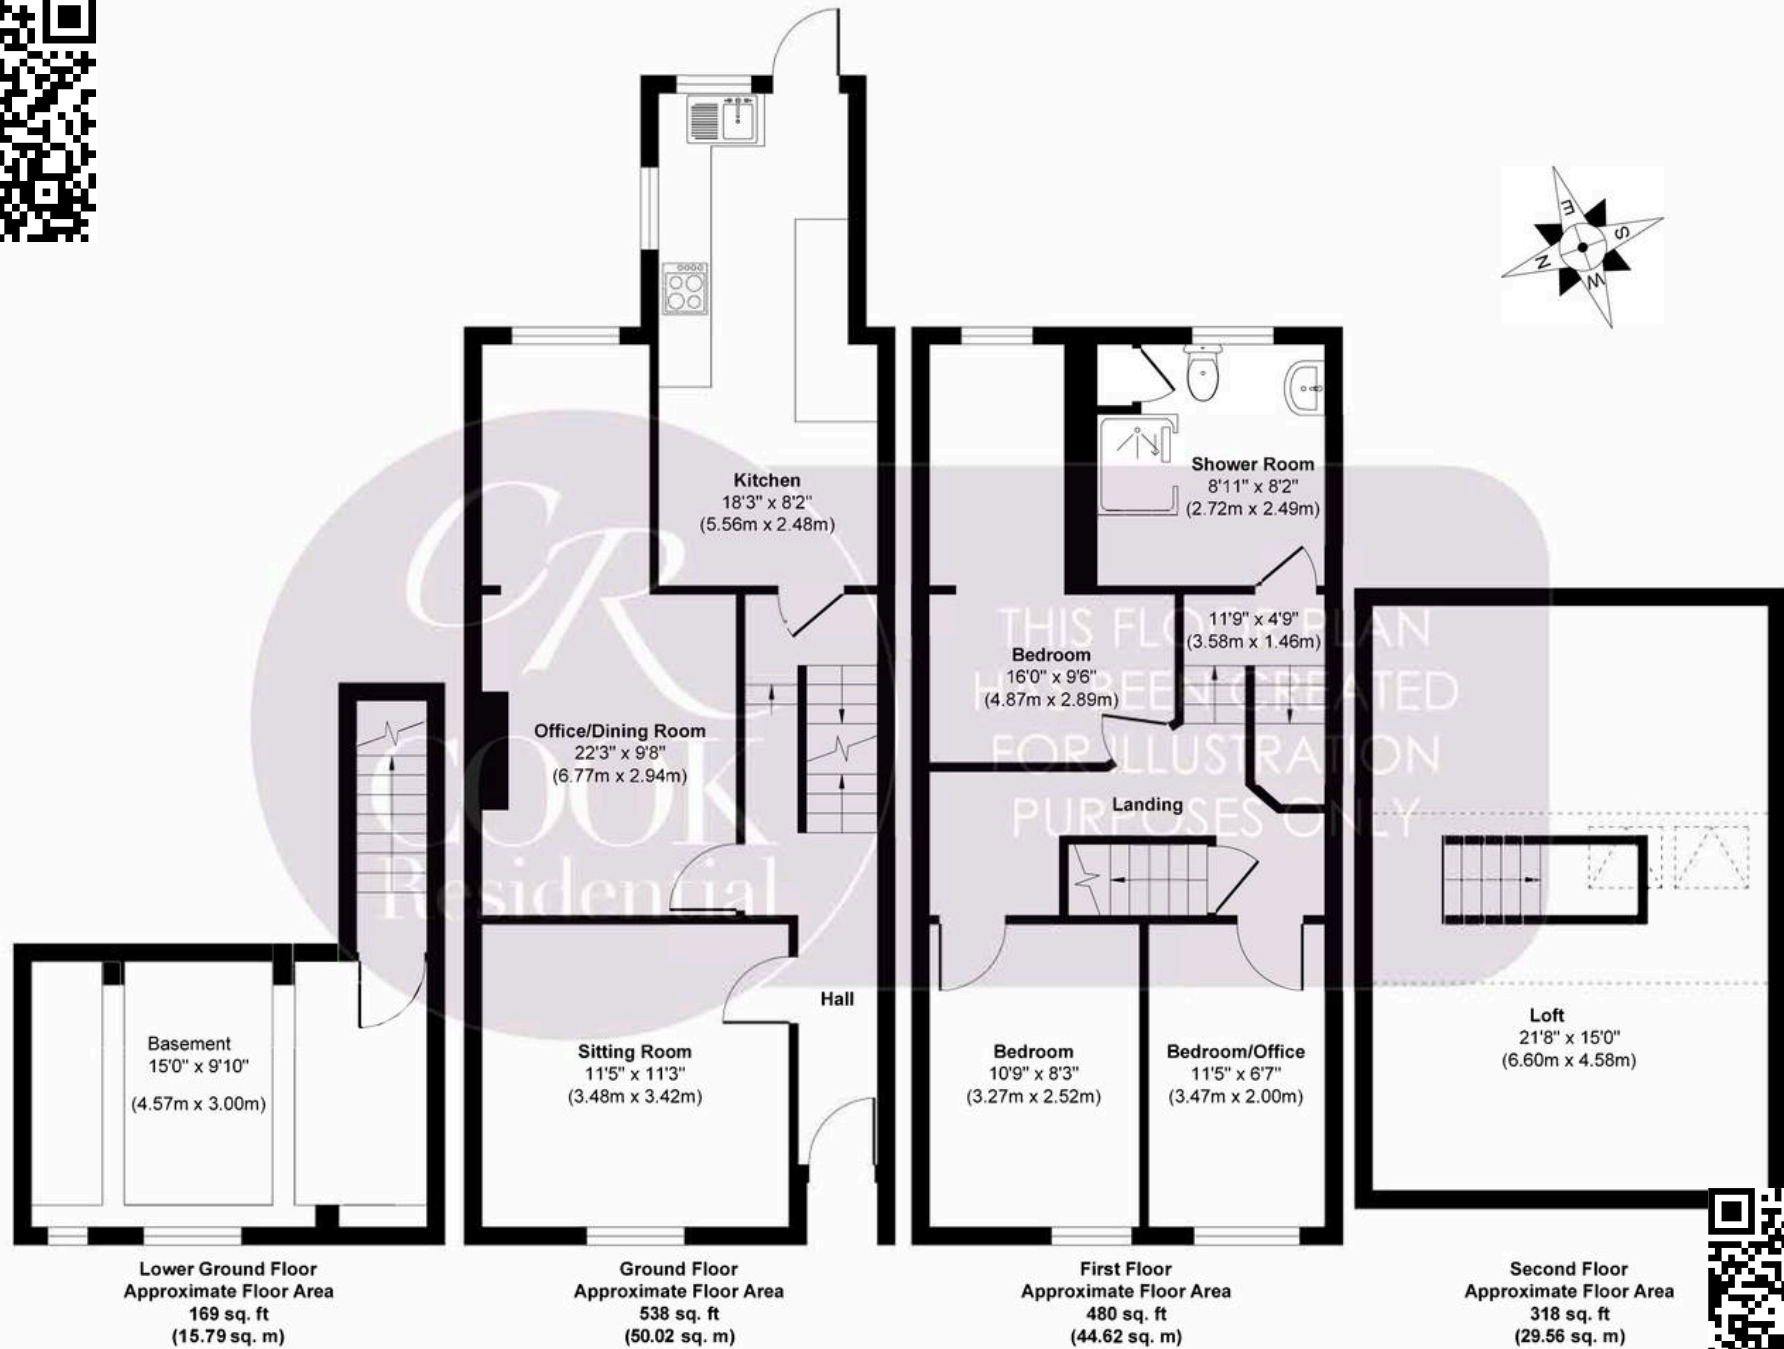 E
S
N
W
Kitchen
18'3" x 8'2"
(5.56m x 2.48m)
Shower Room
8'11" x 8'2"
(2.72m x 2.49m)
11'9" x 4'9"
(3.58m x 1.46m)
Bedroom
16'0" x 9'6"
(4.87m x 2.89m)
Office/Dining Room
22'3" x 9'8"
(6.77m x 2.94m)
Landing
Hall
Basement
15'0" x 9'10"
(4.57m x 3.00m)
Sitting Room
11'5" x 11'3"
(3.48m x 3.42m)
Bedroom
10'9" x 8'3"
(3.27m x 2.52m)
Bedroom/Office
11'5" x 6'7"
(3.47m x 2.00m)
Loft
21'8" x 15'0"
(6.60m x 4.58m)
CR
COOK
Residential
THIS FLOOR PLAN
HAS BEEN CREATED
FOR ILLUSTRATION
PURPOSES ONLY
Lower Ground Floor
Approximate Floor Area
169 sq. ft
(15.79 sq. m)
Ground Floor
Approximate Floor Area
538 sq. ft
(50.02 sq. m)
First Floor
Approximate Floor Area
480 sq. ft
(44.62 sq. m)
Second Floor
Approximate Floor Area
318 sq. ft
(29.56 sq. m)